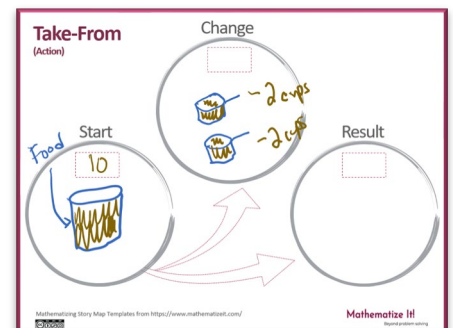 Take-From
(Action)
Change
- 2 cups
- 2 cups
Start
Food
10
Result
Mathematizing Story Map Templates from https://www.mathematizeit.com/
Mathematize It!
Beyond problem solving